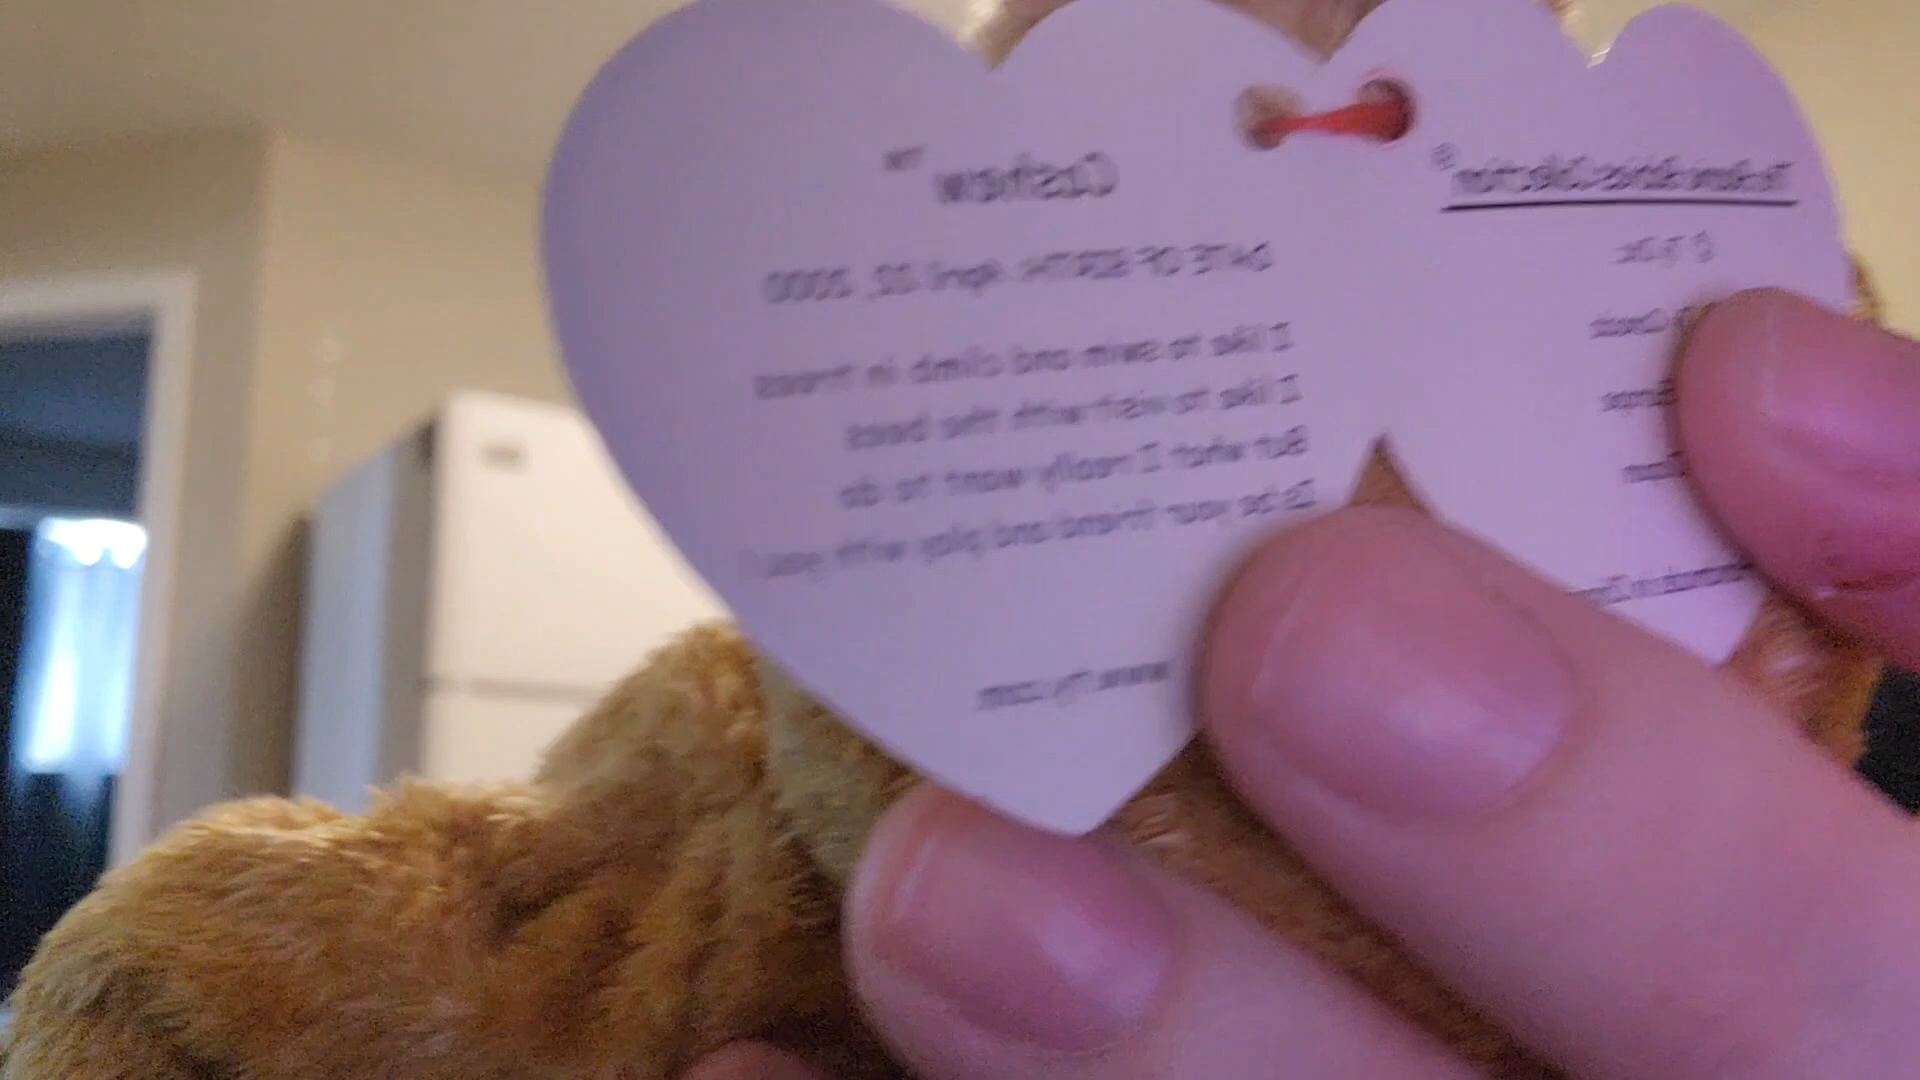 The Beanie Babies Collection®
© Ty Inc.
Cashew™
DATE OF BIRTH: April 22, 2000
I like to swim and climb in trees
I like to visit with the bees
But what I really want to do
Is be your friend and play with you!
www.ty.com